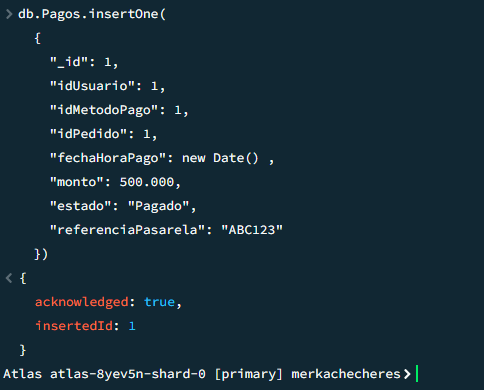 > db.Pagos.insertOne(
{
"_id": 1,
"idUsuario": 1,
"idMetodoPago": 1,
"idPedido": 1,
"fechaHoraPago": new Date() ,
"monto": 500.000,
"estado": "Pagado",
"referenciaPasarela": "ABC123"
})
< {
acknowledged: true,
insertedId: 1
}
Atlas atlas-8yev5n-shard-0 [primary] merkachecheres>